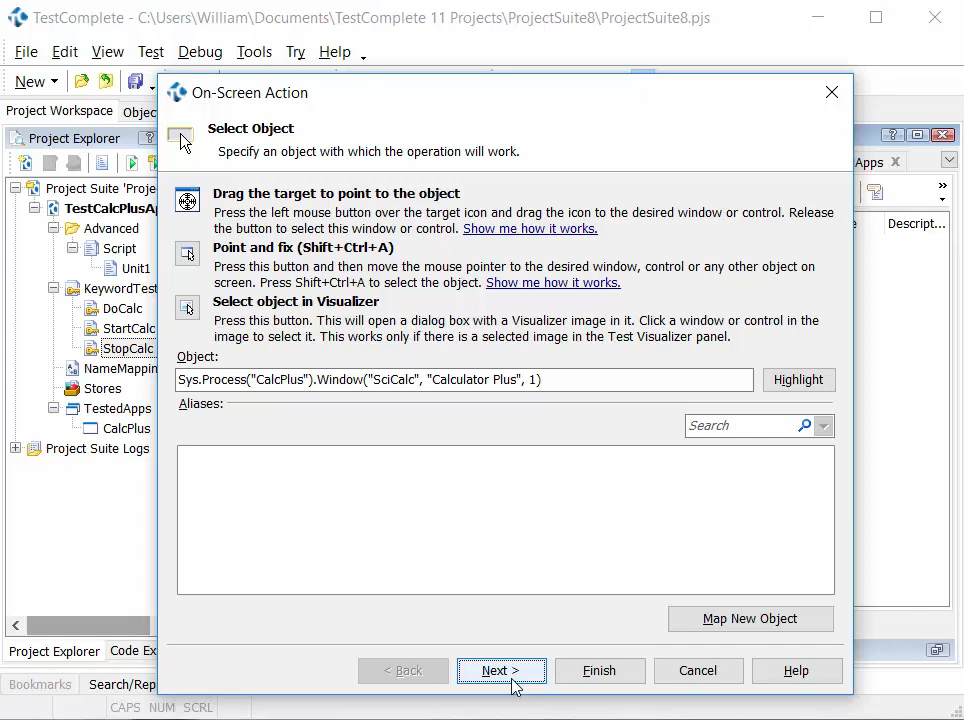 TestComplete - C:\Users\William\Documents\TestComplete 11 Projects\ProjectSuite8\ProjectSuite8.pjs
File Edit View Test Debug Tools Try Help
New
Project Workspace Objec
Project Explorer ?
Project Suite 'Proje
TestCalcPlusAp
Advanced
Script
Unit1
KeywordTest
DoCalc
StartCalc
StopCalc
NameMappin
Stores
TestedApps
CalcPlus
Project Suite Logs
Project Explorer Code Ex
Bookmarks Search/Rep
CAPS NUM SCRL
On-Screen Action
Select Object
Specify an object with which the operation will work.
Drag the target to point to the object
Press the left mouse button over the target icon and drag the icon to the desired window or control. Release
the button to select this window or control. Show me how it works.
Point and fix (Shift+Ctrl+A)
Press this button and then move the mouse pointer to the desired window, control or any other object on
screen. Press Shift+Ctrl+A to select the object. Show me how it works.
Select object in Visualizer
Press this button. This will open a dialog box with a Visualizer image in it. Click a window or control in the
image to select it. This works only if there is a selected image in the Test Visualizer panel.
Object:
Sys.Process("CalcPlus").Window("SciCalc", "Calculator Plus", 1)
Highlight
Aliases:
Search
Map New Object
< Back Next > Finish Cancel Help
?
Apps
»
e Descript...